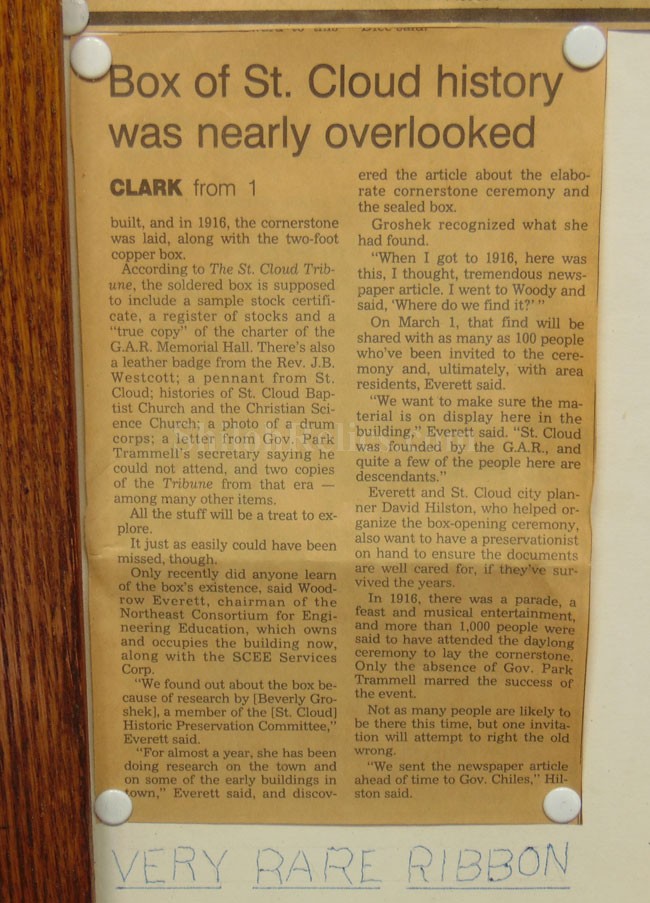 Box of St. Cloud history
was nearly overlooked
CLARK from 1
built, and in 1916, the cornerstone
was laid, along with the two-foot
copper box.
According to The St. Cloud Trib-
une, the soldered box is supposed
to include a sample stock certifi-
cate, a register of stocks and a
“true copy” of the charter of the
G.A.R. Memorial Hall. There's also
a leather badge from the Rev. J.B.
Westcott; a pennant from St.
Cloud; histories of St. Cloud Bap-
tist Church and the Christian Sci-
ence Church; a photo of a drum
corps; a letter from Gov. Park
Trammell's secretary saying he
could not attend, and two copies
of the Tribune from that era —
among many other items.
All the stuff will be a treat to ex-
plore.
It just as easily could have been
missed, though.
Only recently did anyone learn
of the box's existence, said Wood-
row Everett, chairman of the
Northeast Consortium for Engi-
neering Education, which owns
and occupies the building now,
along with the SCEE Services
Corp.
“We found out about the box be-
cause of research by [Beverly Gro-
shek], a member of the [St. Cloud]
Historic Preservation Committee,”
Everett said.
“For almost a year, she has been
doing research on the town and
on some of the early buildings in
town,” Everett said, and discov-
ered the article about the elabo-
rate cornerstone ceremony and
the sealed box.
Groshek recognized what she
had found.
“When I got to 1916, here was
this, I thought, tremendous news-
paper article. I went to Woody and
said, ‘Where do we find it?’ ”
On March 1, that find will be
shared with as many as 100 people
who've been invited to the cere-
mony and, ultimately, with area
residents, Everett said.
“We want to make sure the ma-
terial is on display here in the
building,” Everett said. “St. Cloud
was founded by the G.A.R., and
quite a few of the people here are
descendants.”
Everett and St. Cloud city plan-
ner David Hilston, who helped or-
ganize the box-opening ceremony,
also want to have a preservationist
on hand to ensure the documents
are well cared for, if they've sur-
vived the years.
In 1916, there was a parade, a
feast and musical entertainment,
and more than 1,000 people were
said to have attended the daylong
ceremony to lay the cornerstone.
Only the absence of Gov. Park
Trammell marred the success of
the event.
Not as many people are likely to
be there this time, but one invita-
tion will attempt to right the old
wrong.
“We sent the newspaper article
ahead of time to Gov. Chiles,” Hil-
ston said.
VERY RARE RIBBON